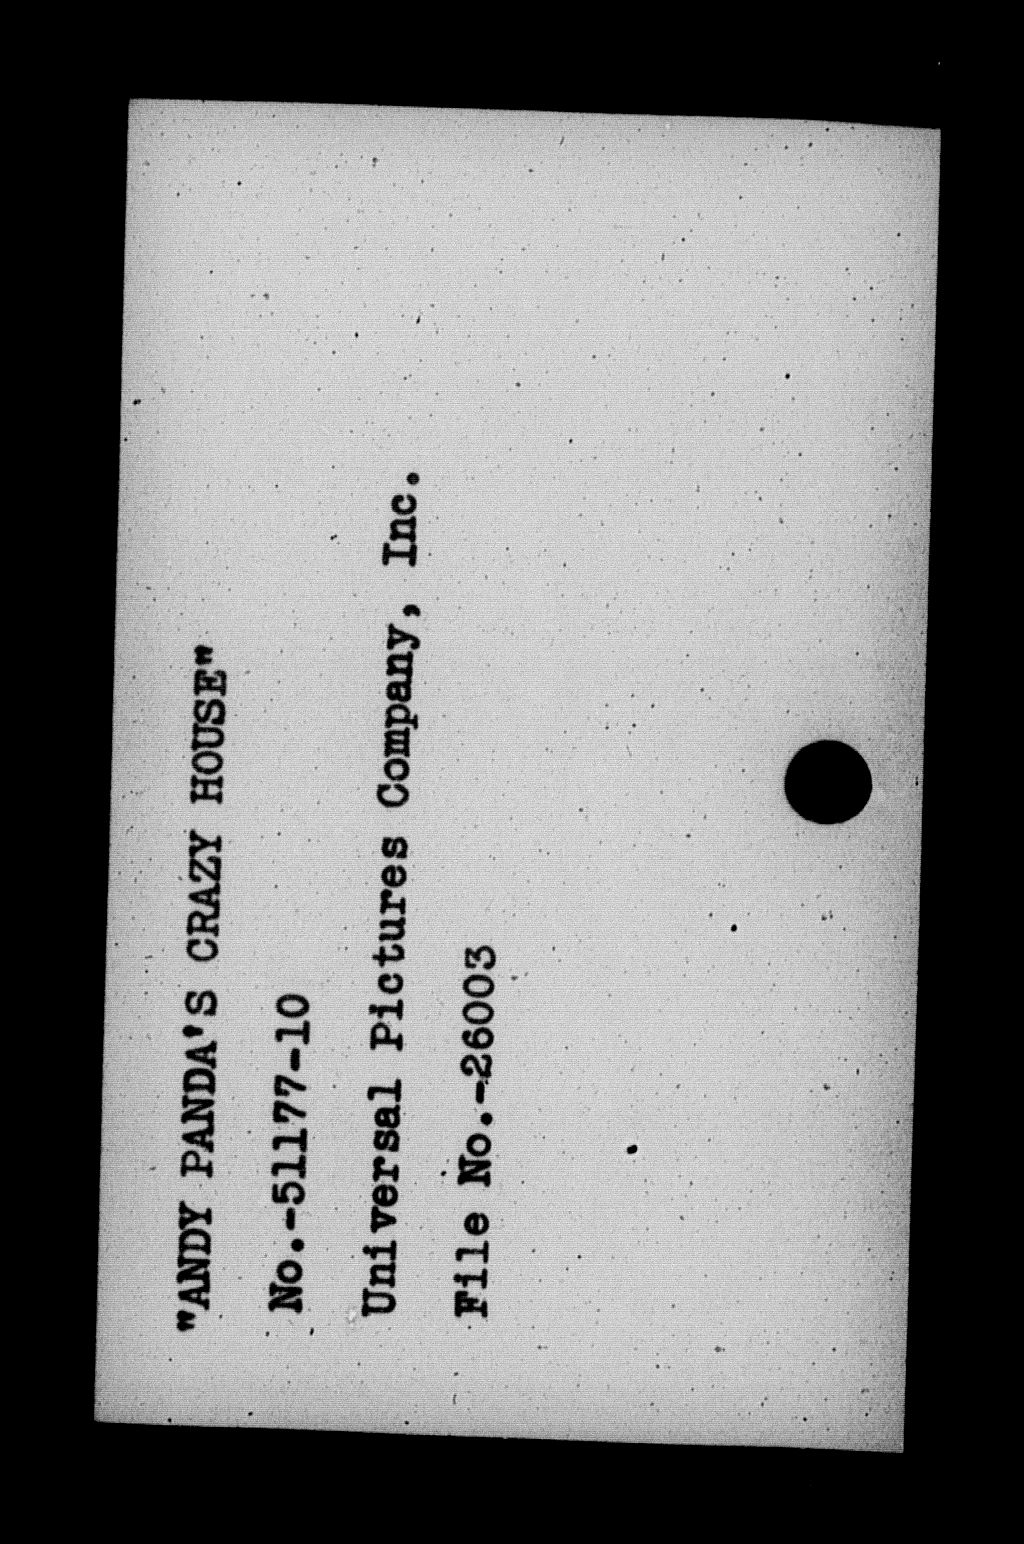 "ANDY PANDA'S CRAZY HOUSE"
No.-51177-10
Universal Pictures Company, Inc.
File No.-26003